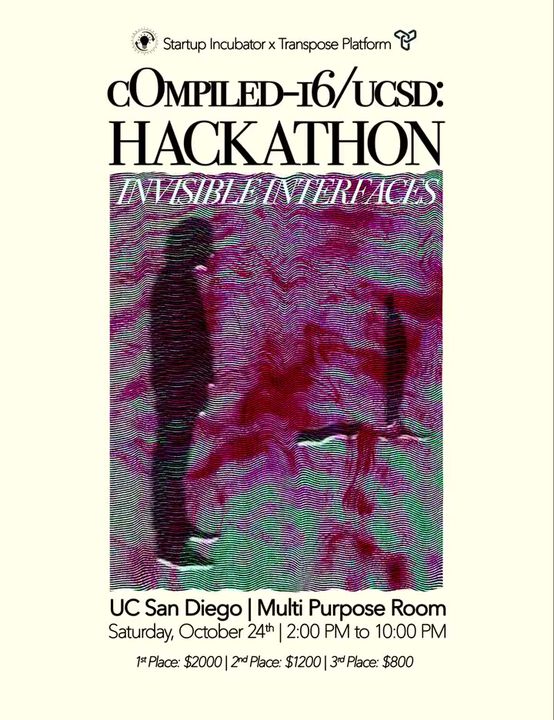 Startup Incubator x Transpose Platform
cOMPILED-16/UCSD:
HACKATHON
INVISIBLE INTERFACES
UC San Diego | Multi Purpose Room
Saturday, October 24th | 2:00 PM to 10:00 PM
1st Place: $2000 | 2nd Place: $1200 | 3rd Place: $800